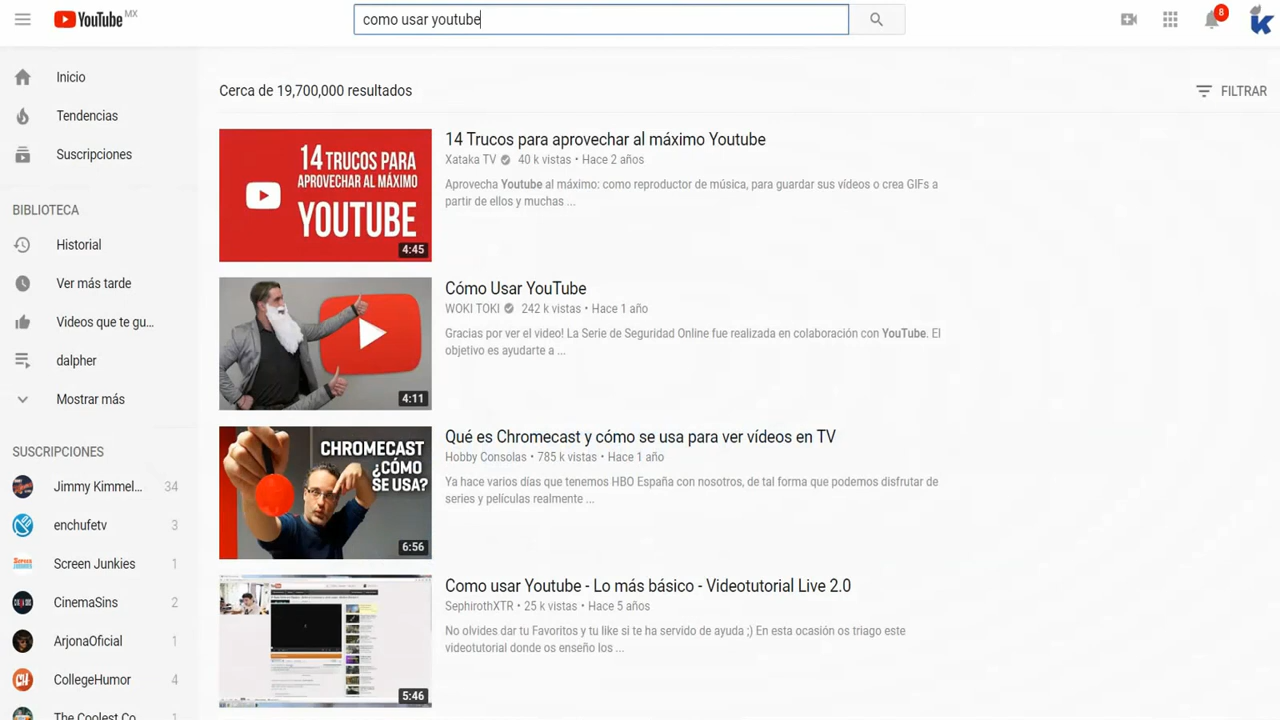 YouTube MX
como usar youtube
8
Inicio
Tendencias
Suscripciones
BIBLIOTECA
Historial
Ver más tarde
Videos que te gu...
dalpher
Mostrar más
SUSCRIPCIONES
Jimmy Kimmel... 34
enchufetv 3
Screen Junkies 1
CinemaSins 2
ArjonaOficial 1
CollegeHumor 4
The Coolest Co
Cerca de 19,700,000 resultados
FILTRAR
14 TRUCOS PARA
APROVECHAR AL MÁXIMO
YOUTUBE
4:45
14 Trucos para aprovechar al máximo Youtube
Xataka TV 40 k vistas • Hace 2 años
Aprovecha Youtube al máximo: como reproductor de música, para guardar sus vídeos o crea GIFs a
partir de ellos y muchas ...
4:11
Cómo Usar YouTube
WOKI TOKI 242 k vistas • Hace 1 año
Gracias por ver el video! La Serie de Seguridad Online fue realizada en colaboración con YouTube. El
objetivo es ayudarte a ...
CHROMECAST
¿CÓMO
SE USA?
6:56
Qué es Chromecast y cómo se usa para ver vídeos en TV
Hobby Consolas • 785 k vistas • Hace 1 año
Ya hace varios días que tenemos HBO España con nosotros, de tal forma que podemos disfrutar de
series y películas realmente ...
5:46
Como usar Youtube - Lo más básico - Videotutorial Live 2.0
SephirothXTR • 25 k vistas • Hace 5 años
No olvides dar tu Favoritos y tu like si te ha servido de ayuda ;) En esta ocasión os triago este
videotutorial donde os enseño los ...